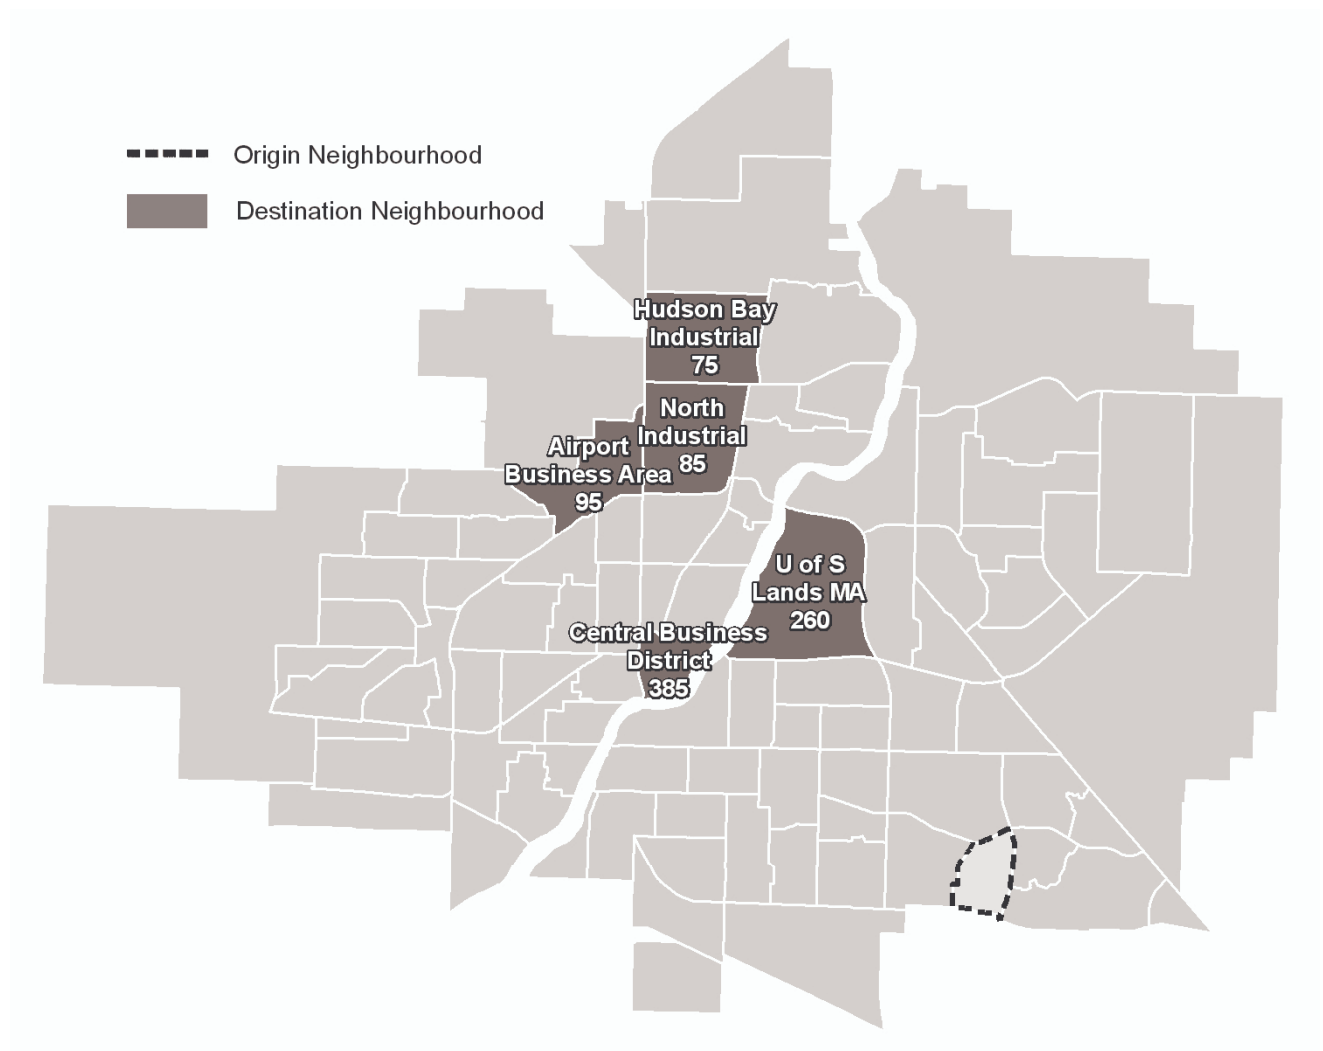 Origin Neighbourhood
Destination Neighbourhood
Hudson Bay
Industrial
75
North
Industrial
85
Airport
Business Area
95
U of S
Lands MA
260
Central Business
District
385